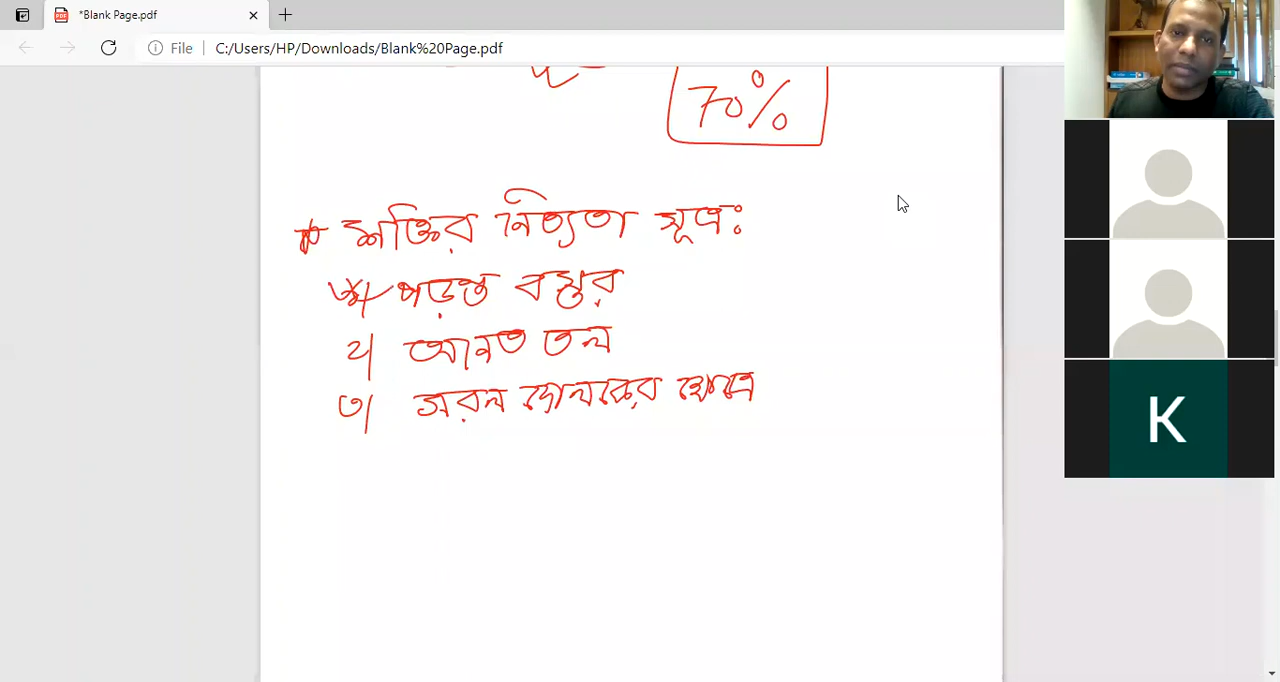 *Blank Page.pdf
File C:/Users/HP/Downloads/Blank%20Page.pdf
70%
* শক্তির নিত্যতা সূত্রঃ
পড়ন্ত বস্তুর
২। আনত তল
৩। সরল দোলকের ক্ষেত্রে
K